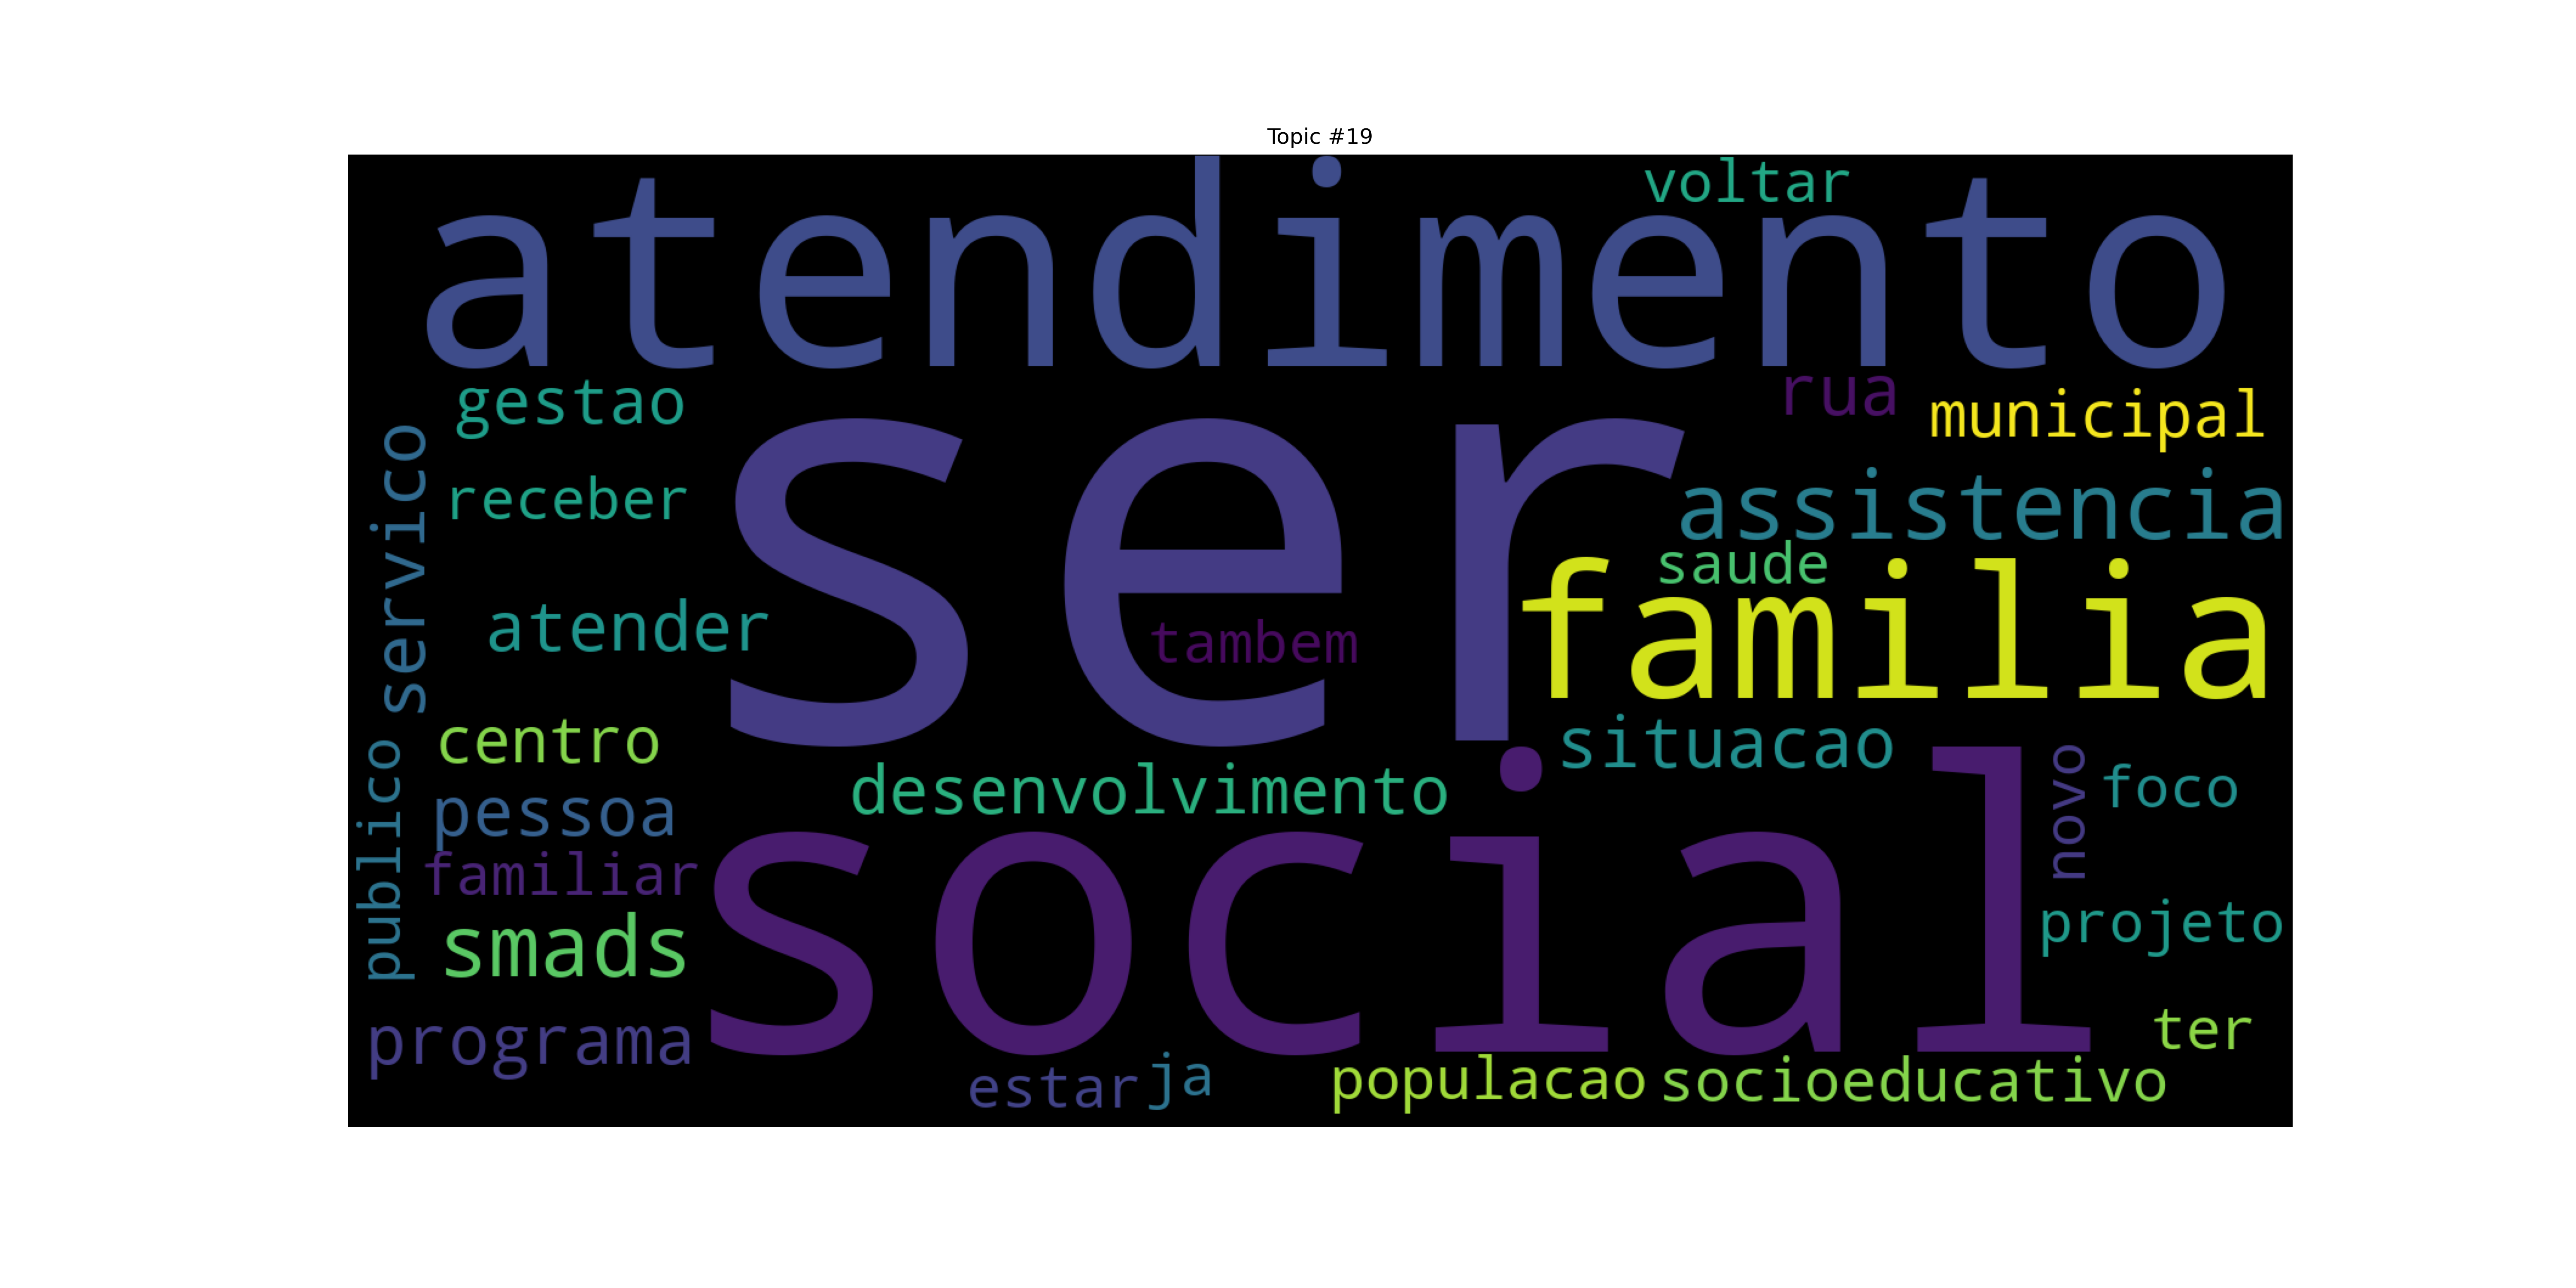 Topic #19
atendimento
voltar
gestao
rua
municipal
servico
receber
ser
assistencia
saude
familia
atender
tambem
situacao
centro
desenvolvimento
publico
pessoa
novo
foco
familiar
social
smads
projeto
programa
ter
estar
ja
populacao
socioeducativo